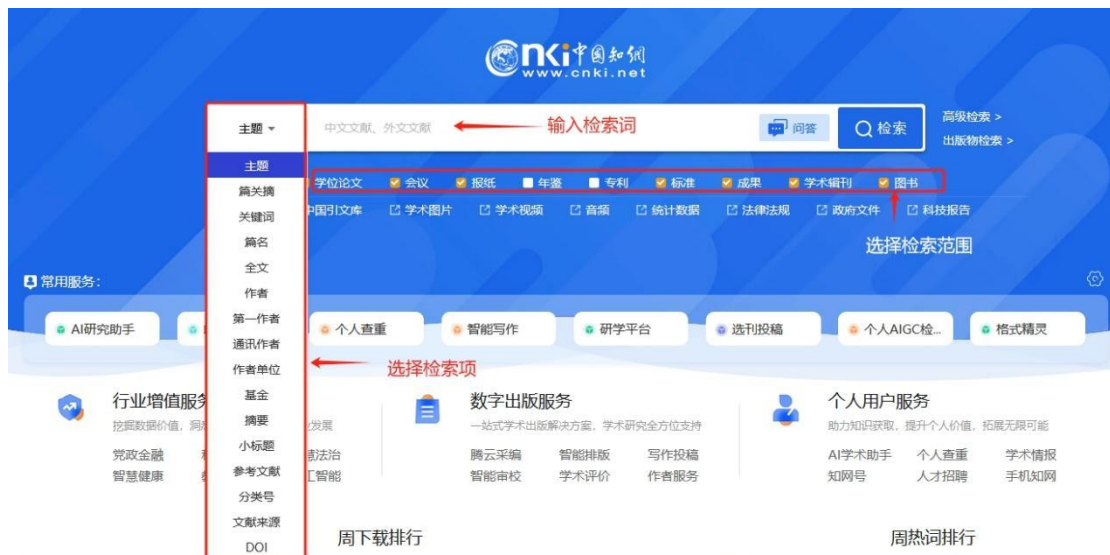 cnki中国知網
www.cnki.net
主题
中文文献、外文文献
输入检索词
问答
检索
高级检索 >
出版物检索 >
主题
篇关摘
关键词
篇名
全文
作者
第一作者
通讯作者
作者单位
基金
摘要
小标题
参考文献
分类号
文献来源
DOI
学位论文 会议 报纸 年鉴 专利 标准 成果 学术辑刊 图书
中国引文库 学术图片 学术视频 音频 统计数据 法律法规 政府文件 科技报告
选择检索范围
常用服务:
AI研究助手 个人查重 智能写作 研学平台 选刊投稿 个人AIGC检... 格式精灵
选择检索项
行业增值服务
挖掘数据价值，洞
业发展
党政金融
慧法治
智慧健康
工智能
数字出版服务
一站式学术出版解决方案，学术研究全方位支持
腾云采编 智能排版 写作投稿
智能审校 学术评价 作者服务
个人用户服务
助力知识获取，提升个人价值，拓展无限可能
AI学术助手 个人查重 学术情报
知网号 人才招聘 手机知网
周下载排行
周热词排行